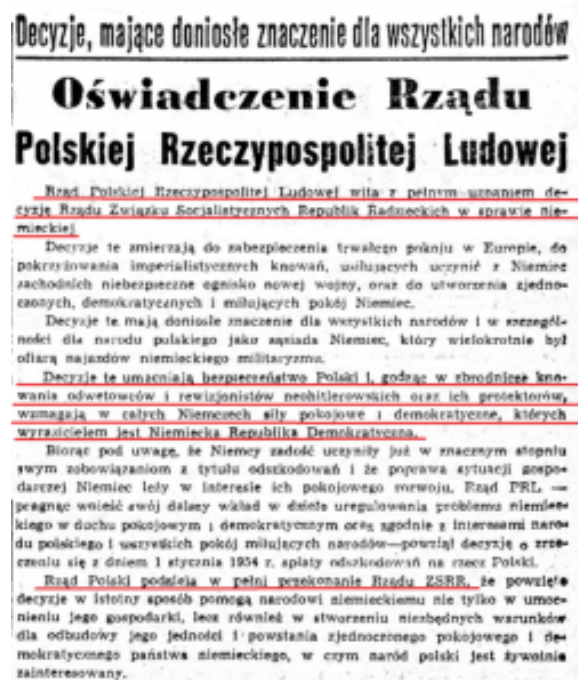 Decyzje, mające doniosłe znaczenie dla wszystkich narodów
Oświadczenie Rządu
Polskiej Rzeczypospolitej Ludowej
Rząd Polskiej Rzeczypospolitej Ludowej wita z pełnym uznaniem de-
cyzję Rządu Związku Socjalistycznych Republik Radzieckich w sprawie nie-
mieckiej
Decyzje te zmierzają do zabezpieczenia trwałego pokoju w Europie, do
pokrzyżowania imperialistycznych knowań, usiłujących uczynić z Niemiec
zachodnich niebezpieczne ognisko nowej wojny, oraz do utworzenia zjedno-
czonych, demokratycznych i miłujących pokój Niemiec.
Decyzje te mają doniosłe znaczenie dla wszystkich narodów i w szczegól-
ności dla narodu polskiego jako sąsiada Niemiec, który wielokrotnie był
ofiarą najazdów niemieckiego militaryzmu.
Decyzje te umacniają bezpieczeństwo Polski i, godząc w zbrodnicze kno-
wania odwetowców i rewizjonistów neohitlerowskich oraz ich protektorów,
wzmagają w całych Niemczech siły pokojowe i demokratyczne, których
wyrazicielem jest Niemiecka Republika Demokratyczna.
Biorąc pod uwagę, że Niemcy zadość uczyniły już w znacznym stopniu
swym zobowiązaniom z tytułu odszkodowań i że poprawa sytuacji gospo-
darczej Niemiec leży w interesie ich pokojowego rozwoju, Rząd PRL —
pragnąc wnieść swój dalszy wkład w dzieło uregulowania problemu niemiec-
kiego w duchu pokojowym i demokratycznym oraz zgodnie z interesami naro-
du polskiego i wszystkich pokój miłujących narodów—powziął decyzję o zrze-
czeniu się z dniem 1 stycznia 1954 r. spłaty odszkodowań na rzecz Polski.
Rząd Polski podziela w pełni przekonanie Rządu ZSRR, że powzięte
decyzje w istotny sposób pomogą narodowi niemieckiemu nie tylko w umoc-
nieniu jego gospodarki, lecz również w stworzeniu niezbędnych warunków
dla odbudowy jego jedności i powstania zjednoczonego pokojowego i de-
mokratycznego państwa niemieckiego, w czym naród polski jest żywotnie
zainteresowany.